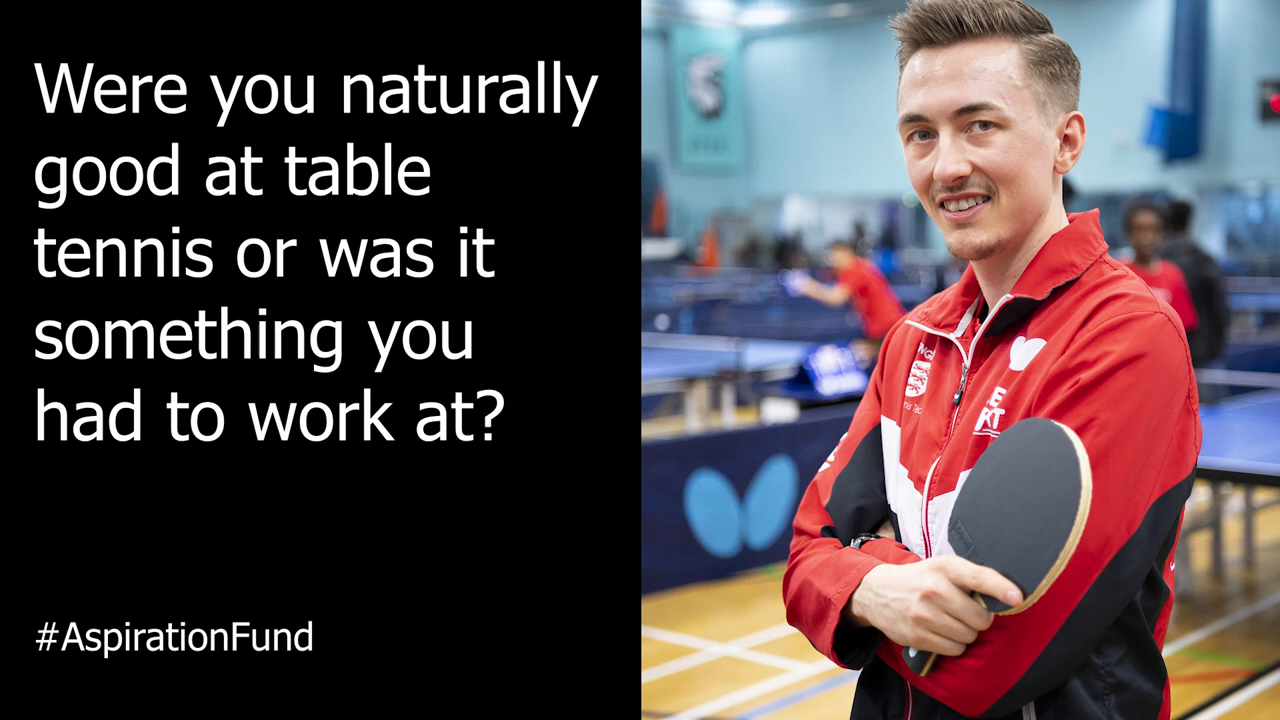 Were you naturally
good at table
tennis or was it
something you
had to work at?
#AspirationFund